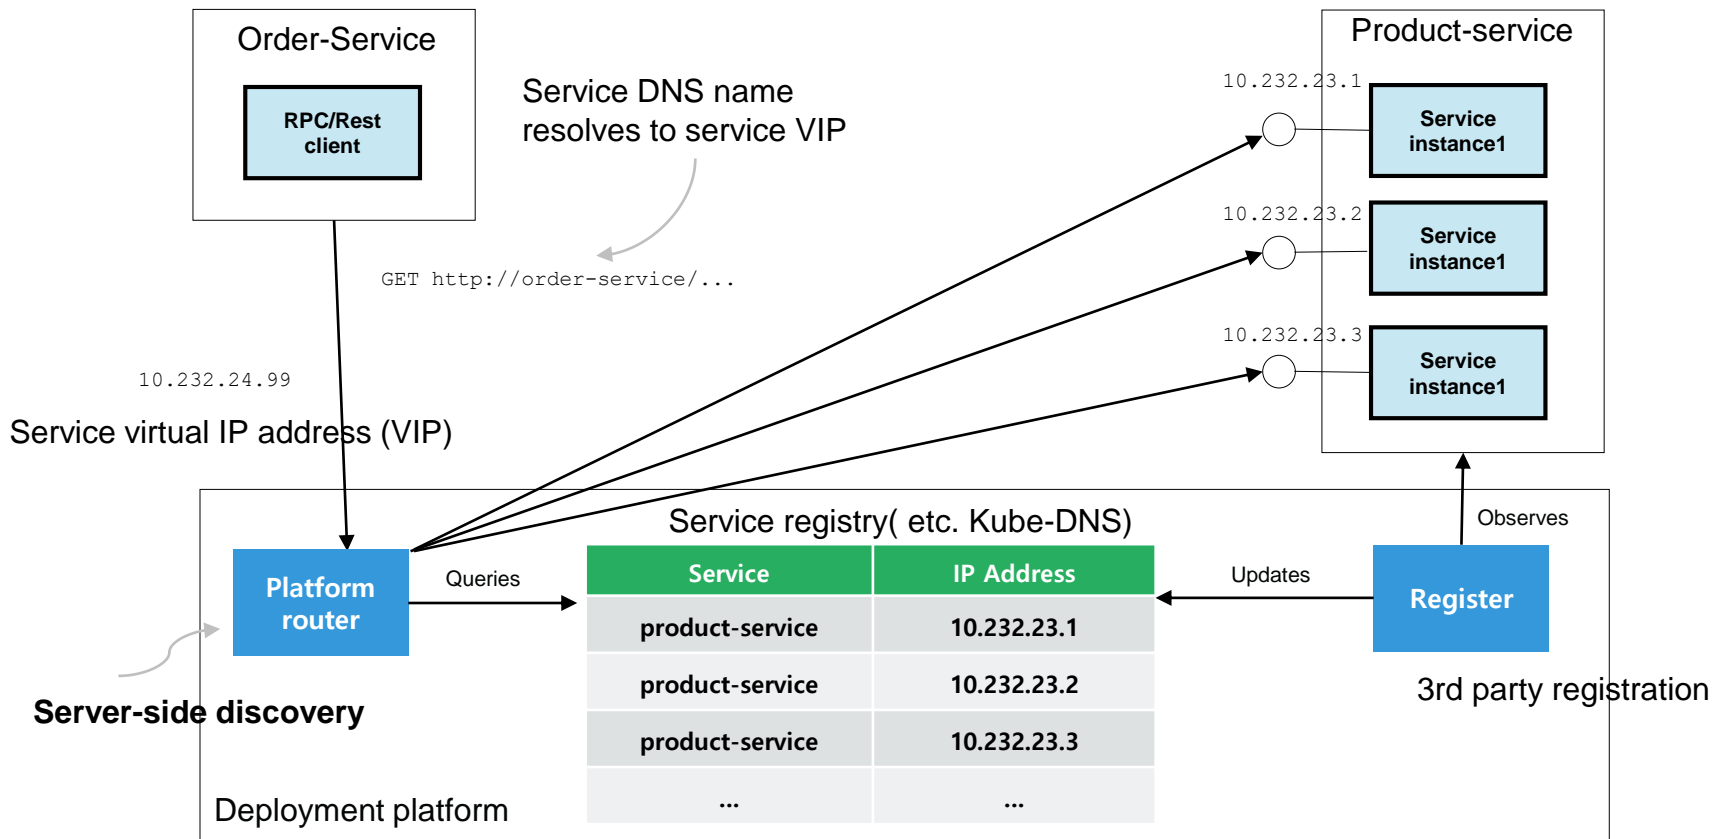 Order-Service
RPC/Rest
client
Service DNS name
resolves to service VIP
GET http://order-service/...
10.232.24.99
Service virtual IP address (VIP)
Product-service
10.232.23.1
Service
instance1
10.232.23.2
Service
instance1
10.232.23.3
Service
instance1
Observes
Service registry( etc. Kube-DNS)
Platform
router
Queries
Service IP Address
product-service 10.232.23.1
product-service 10.232.23.2
product-service 10.232.23.3
... ...
Updates
Register
3rd party registration
Server-side discovery
Deployment platform